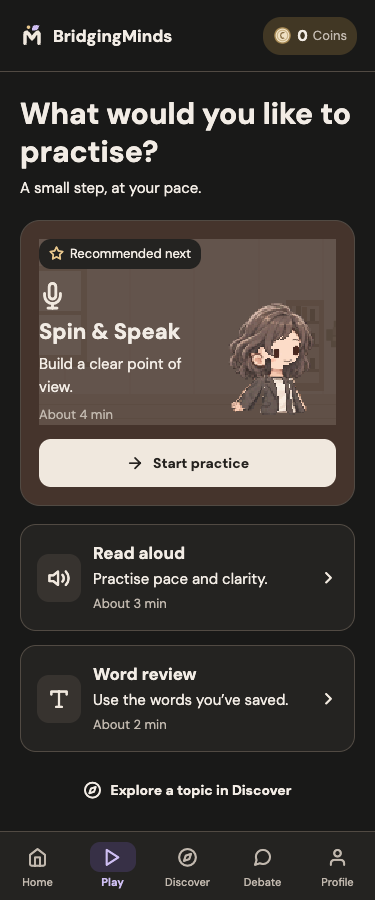 BridgingMinds
0 Coins
What would you like to
practise?
A small step, at your pace.
Recommended next
Spin & Speak
Build a clear point of
view.
About 4 min
Start practice
Read aloud
Practise pace and clarity.
About 3 min
Word review
Use the words you’ve saved.
About 2 min
Explore a topic in Discover
Home
Play
Discover
Debate
Profile